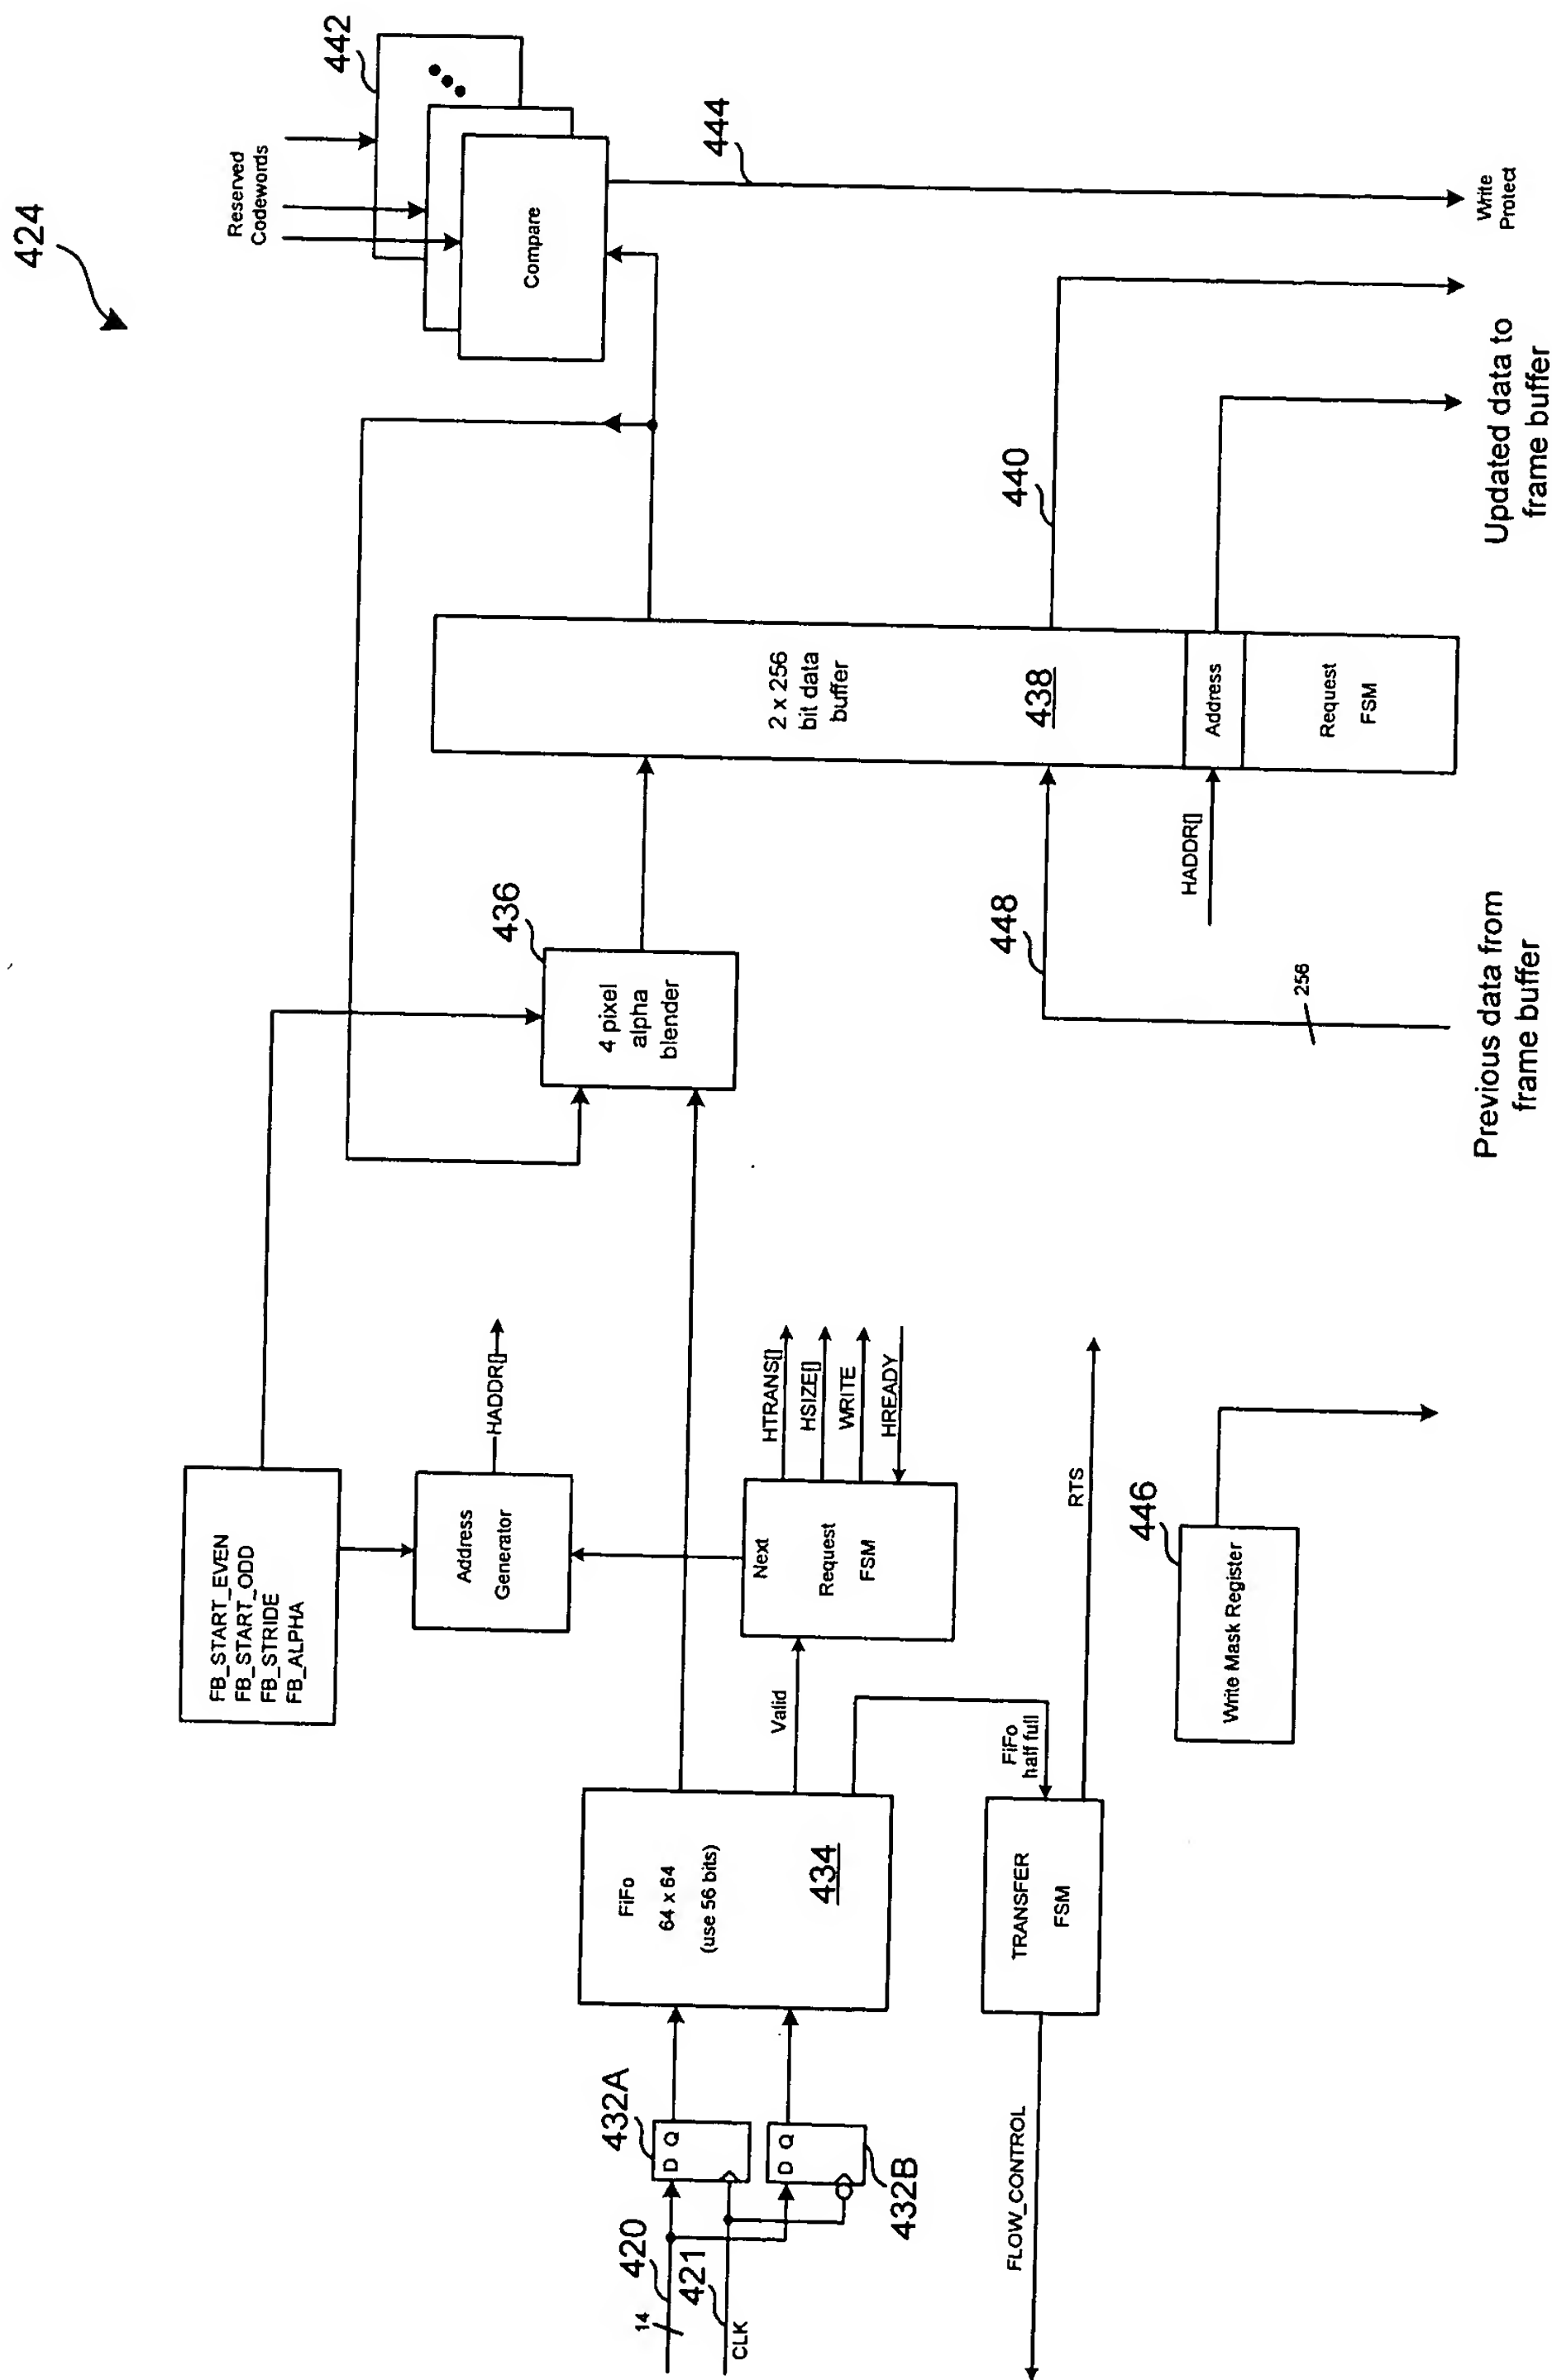 424
Reserved
Codewords
442
Compare
444
Write
Protect
436
4 pixel
alpha
blender
2 x 256
bit data
buffer
438
Address
Request
FSM
440
Updated data to
frame buffer
448
HADDR[]
256
Previous data from
frame buffer
FB_START_EVEN
FB_START_ODD
FB_STRIDE
FB_ALPHA
Address
Generator
HADDR[]
Next
Request
FSM
HTRANS[]
HSIZE[]
WRITE
HREADY
Valid
FiFo
64 x 64
(use 56 bits)
434
FiFo
half full
TRANSFER
FSM
RTS
FLOW_CONTROL
446
Write Mask Register
432A
D Q
D Q
432B
14
420
421
CLK